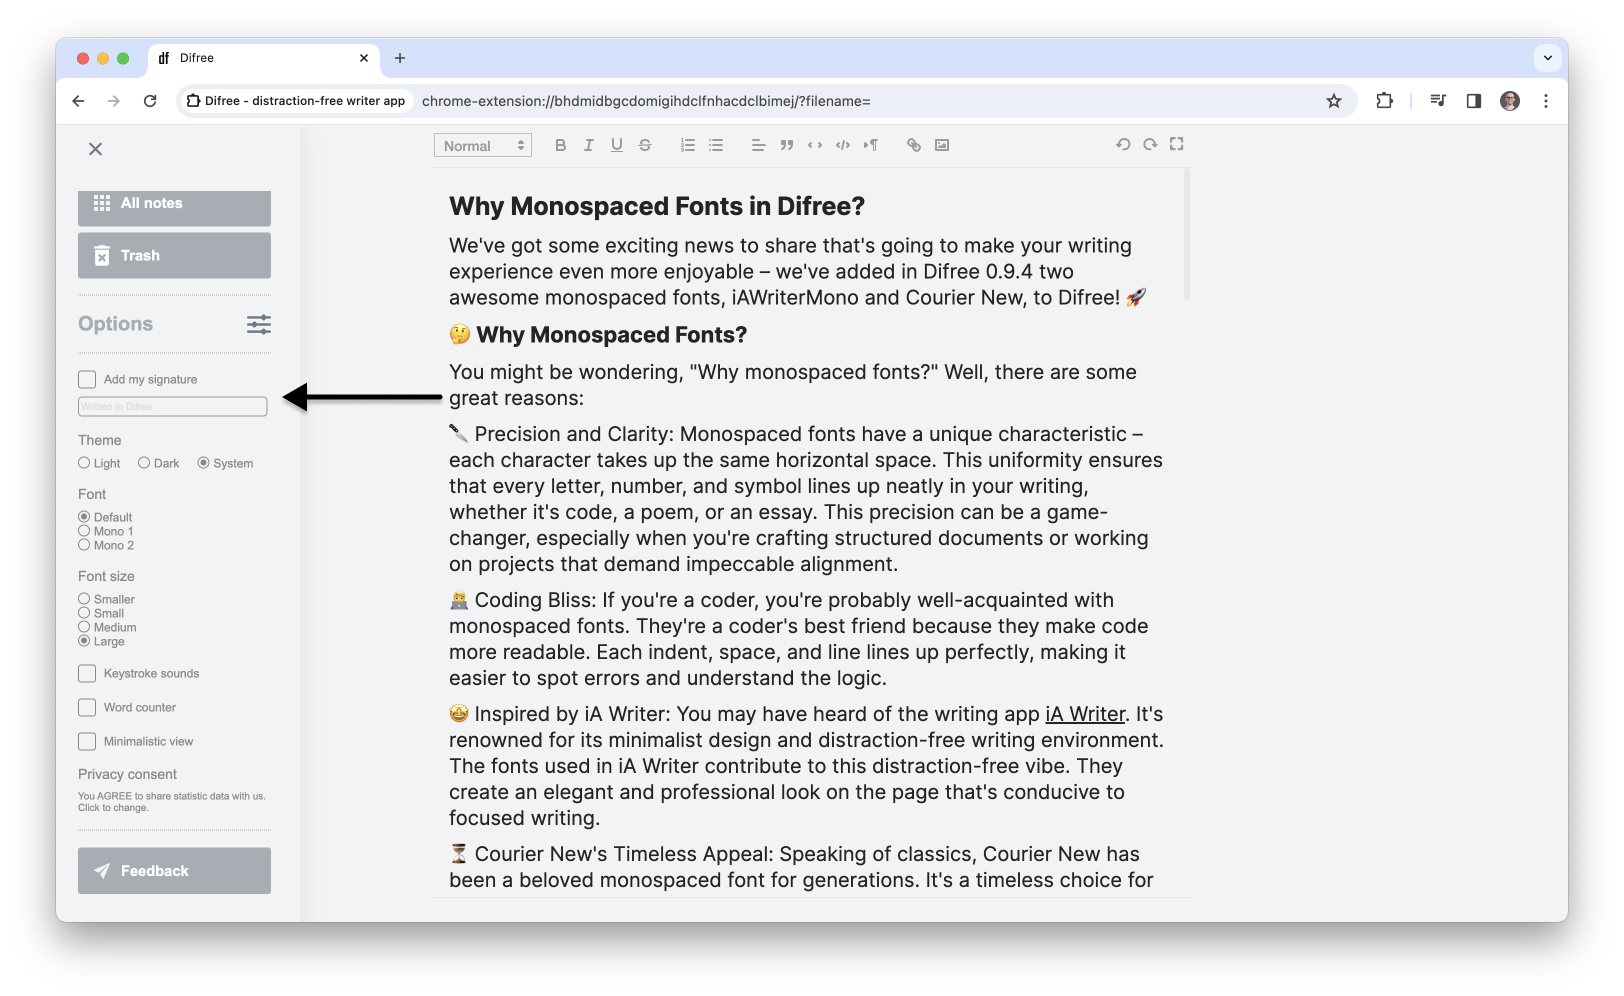 df Difree
Difree - distraction-free writer app
chrome-extension://bhdmidbgcdomigihdclfnhacdclbimej/?filename=
All notes
Trash
Options
Add my signature
Written in Difree
Theme
Light Dark System
Font
Default
Mono 1
Mono 2
Font size
Smaller
Small
Medium
Large
Keystroke sounds
Word counter
Minimalistic view
Privacy consent
You AGREE to share statistic data with us.
Click to change.
Feedback
Normal
Why Monospaced Fonts in Difree?
We've got some exciting news to share that's going to make your writing
experience even more enjoyable – we've added in Difree 0.9.4 two
awesome monospaced fonts, iAWriterMono and Courier New, to Difree! 🚀
🤔 Why Monospaced Fonts?
You might be wondering, "Why monospaced fonts?" Well, there are some
great reasons:
🔪 Precision and Clarity: Monospaced fonts have a unique characteristic –
each character takes up the same horizontal space. This uniformity ensures
that every letter, number, and symbol lines up neatly in your writing,
whether it's code, a poem, or an essay. This precision can be a game-
changer, especially when you're crafting structured documents or working
on projects that demand impeccable alignment.
🧑‍💻 Coding Bliss: If you're a coder, you're probably well-acquainted with
monospaced fonts. They're a coder's best friend because they make code
more readable. Each indent, space, and line lines up perfectly, making it
easier to spot errors and understand the logic.
🤩 Inspired by iA Writer: You may have heard of the writing app iA Writer. It's
renowned for its minimalist design and distraction-free writing environment.
The fonts used in iA Writer contribute to this distraction-free vibe. They
create an elegant and professional look on the page that's conducive to
focused writing.
⏳ Courier New's Timeless Appeal: Speaking of classics, Courier New has
been a beloved monospaced font for generations. It's a timeless choice for